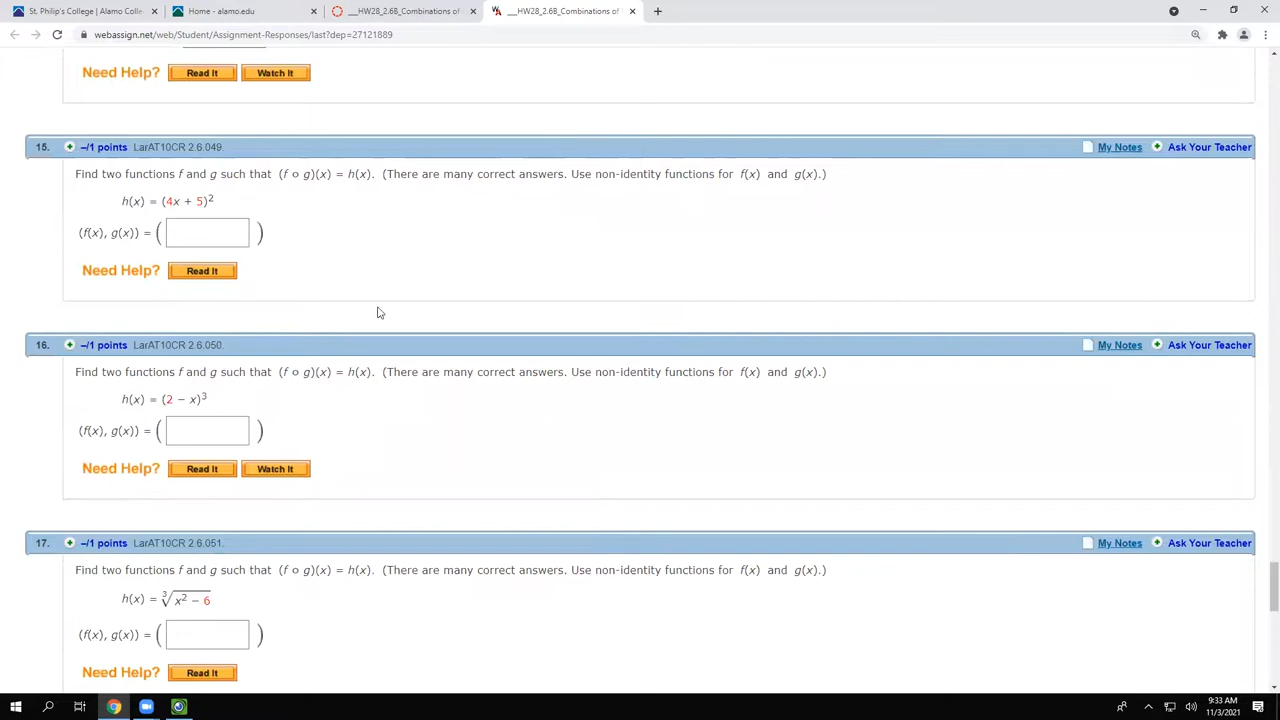 St. Philip's College | Alamo Colle
Home - alamo.edu
___HW28_2.6B_Combinations of
___HW28_2.6B_Combinations of
webassign.net/web/Student/Assignment-Responses/last?dep=27121889
Need Help? Read It Watch It
15. –/1 points LarAT10CR 2.6.049. My Notes Ask Your Teacher
Find two functions f and g such that (f o g)(x) = h(x). (There are many correct answers. Use non-identity functions for f(x) and g(x).)
h(x) = (4x + 5)²
(f(x), g(x)) = ( )
Need Help? Read It
16. –/1 points LarAT10CR 2.6.050. My Notes Ask Your Teacher
Find two functions f and g such that (f o g)(x) = h(x). (There are many correct answers. Use non-identity functions for f(x) and g(x).)
h(x) = (2 − x)³
(f(x), g(x)) = ( )
Need Help? Read It Watch It
17. –/1 points LarAT10CR 2.6.051. My Notes Ask Your Teacher
Find two functions f and g such that (f o g)(x) = h(x). (There are many correct answers. Use non-identity functions for f(x) and g(x).)
h(x) = ∛(x² − 6)
(f(x), g(x)) = ( )
Need Help? Read It
9:33 AM
11/3/2021